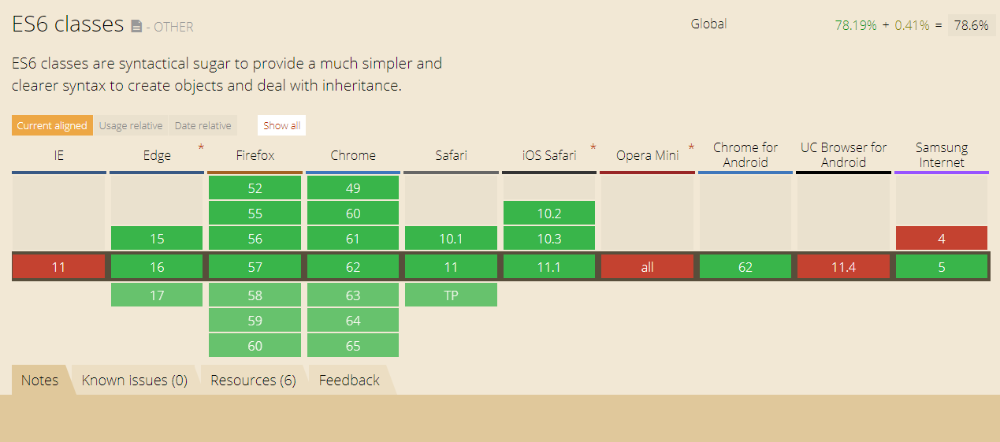 ES6 classes - OTHER
Global 78.19% + 0.41% = 78.6%
ES6 classes are syntactical sugar to provide a much simpler and
clearer syntax to create objects and deal with inheritance.
Current aligned Usage relative Date relative Show all
IE Edge * Firefox Chrome Safari iOS Safari * Opera Mini * Chrome for Android UC Browser for Android Samsung Internet
52 49
55 60 10.2
15 56 61 10.1 10.3 4
11 16 57 62 11 11.1 all 62 11.4 5
17 58 63 TP
59 64
60 65
Notes Known issues (0) Resources (6) Feedback